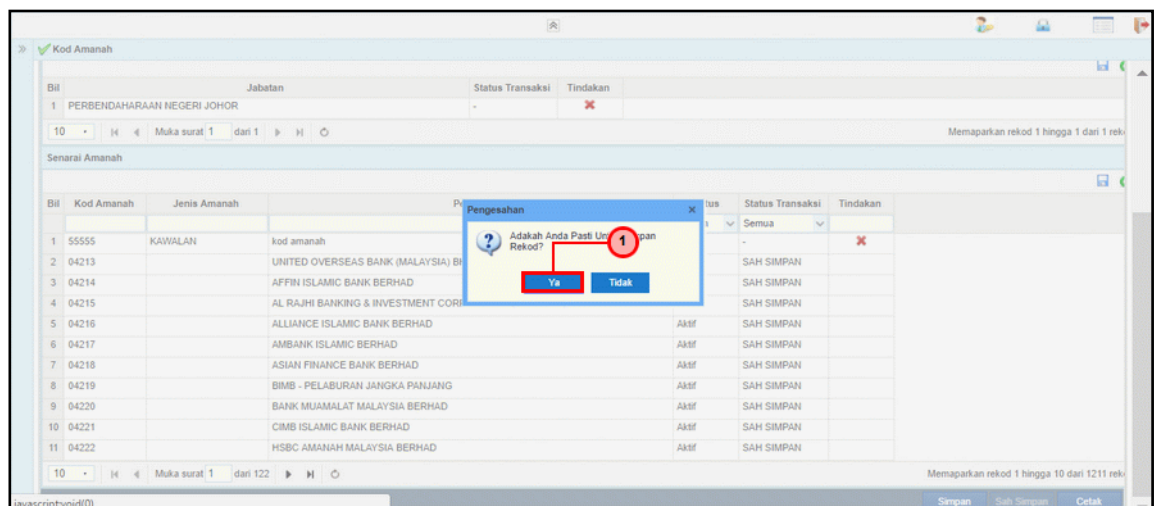 Kod Amanah
Bil Jabatan Status Transaksi Tindakan
1 PERBENDAHARAAN NEGERI JOHOR - 
10 Muka surat 1 dari 1 Memaparkan rekod 1 hingga 1 dari 1
Senarai Amanah
Bil Kod Amanah Jenis Amanah Status Transaksi Tindakan
Semua
1 55555 KAWALAN kod amanah -
2 04213 UNITED OVERSEAS BANK (MALAYSIA) SAH SIMPAN
3 04214 AFFIN ISLAMIC BANK BERHAD SAH SIMPAN
4 04215 AL RAJHI BANKING & INVESTMENT SAH SIMPAN
5 04216 ALLIANCE ISLAMIC BANK BERHAD Aktif SAH SIMPAN
6 04217 AMBANK ISLAMIC BERHAD Aktif SAH SIMPAN
7 04218 ASIAN FINANCE BANK BERHAD Aktif SAH SIMPAN
8 04219 BIMB - PELABURAN JANGKA PANJANG Aktif SAH SIMPAN
9 04220 BANK MUAMALAT MALAYSIA BERHAD Aktif SAH SIMPAN
10 04221 CIMB ISLAMIC BANK BERHAD Aktif SAH SIMPAN
11 04222 HSBC AMANAH MALAYSIA BERHAD Aktif SAH SIMPAN
10 Muka surat 1 dari 122 Memaparkan rekod 1 hingga 10 dari 1211
Pengesahan
Adakah Anda Pasti
Rekod?
1
Ya Tidak
javascript:void(0)
Simpan Sah Simpan Cetak